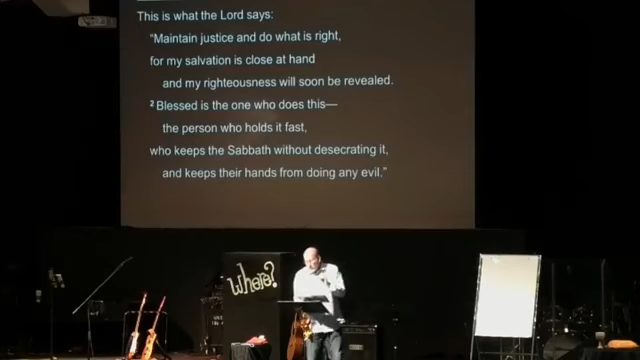 This is what the Lord says:
“Maintain justice and do what is right,
for my salvation is close at hand
and my righteousness will soon be revealed.
² Blessed is the one who does this—
the person who holds it fast,
who keeps the Sabbath without desecrating it,
and keeps their hands from doing any evil.”
where?